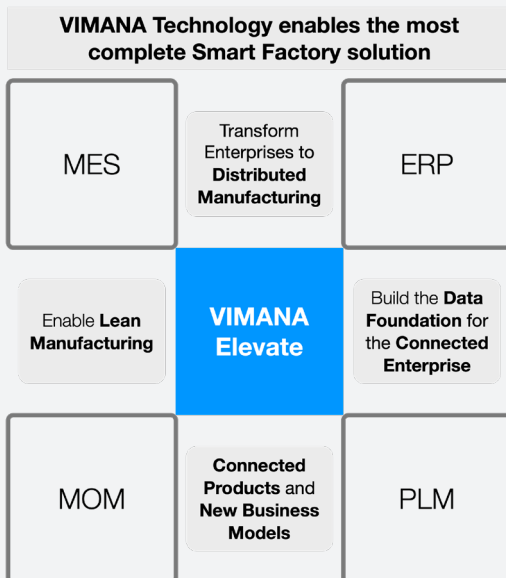 VIMANA Technology enables the most
complete Smart Factory solution
MES
Transform
Enterprises to
Distributed
Manufacturing
ERP
Enable Lean
Manufacturing
VIMANA
Elevate
Build the Data
Foundation for
the Connected
Enterprise
MOM
Connected
Products and
New Business
Models
PLM